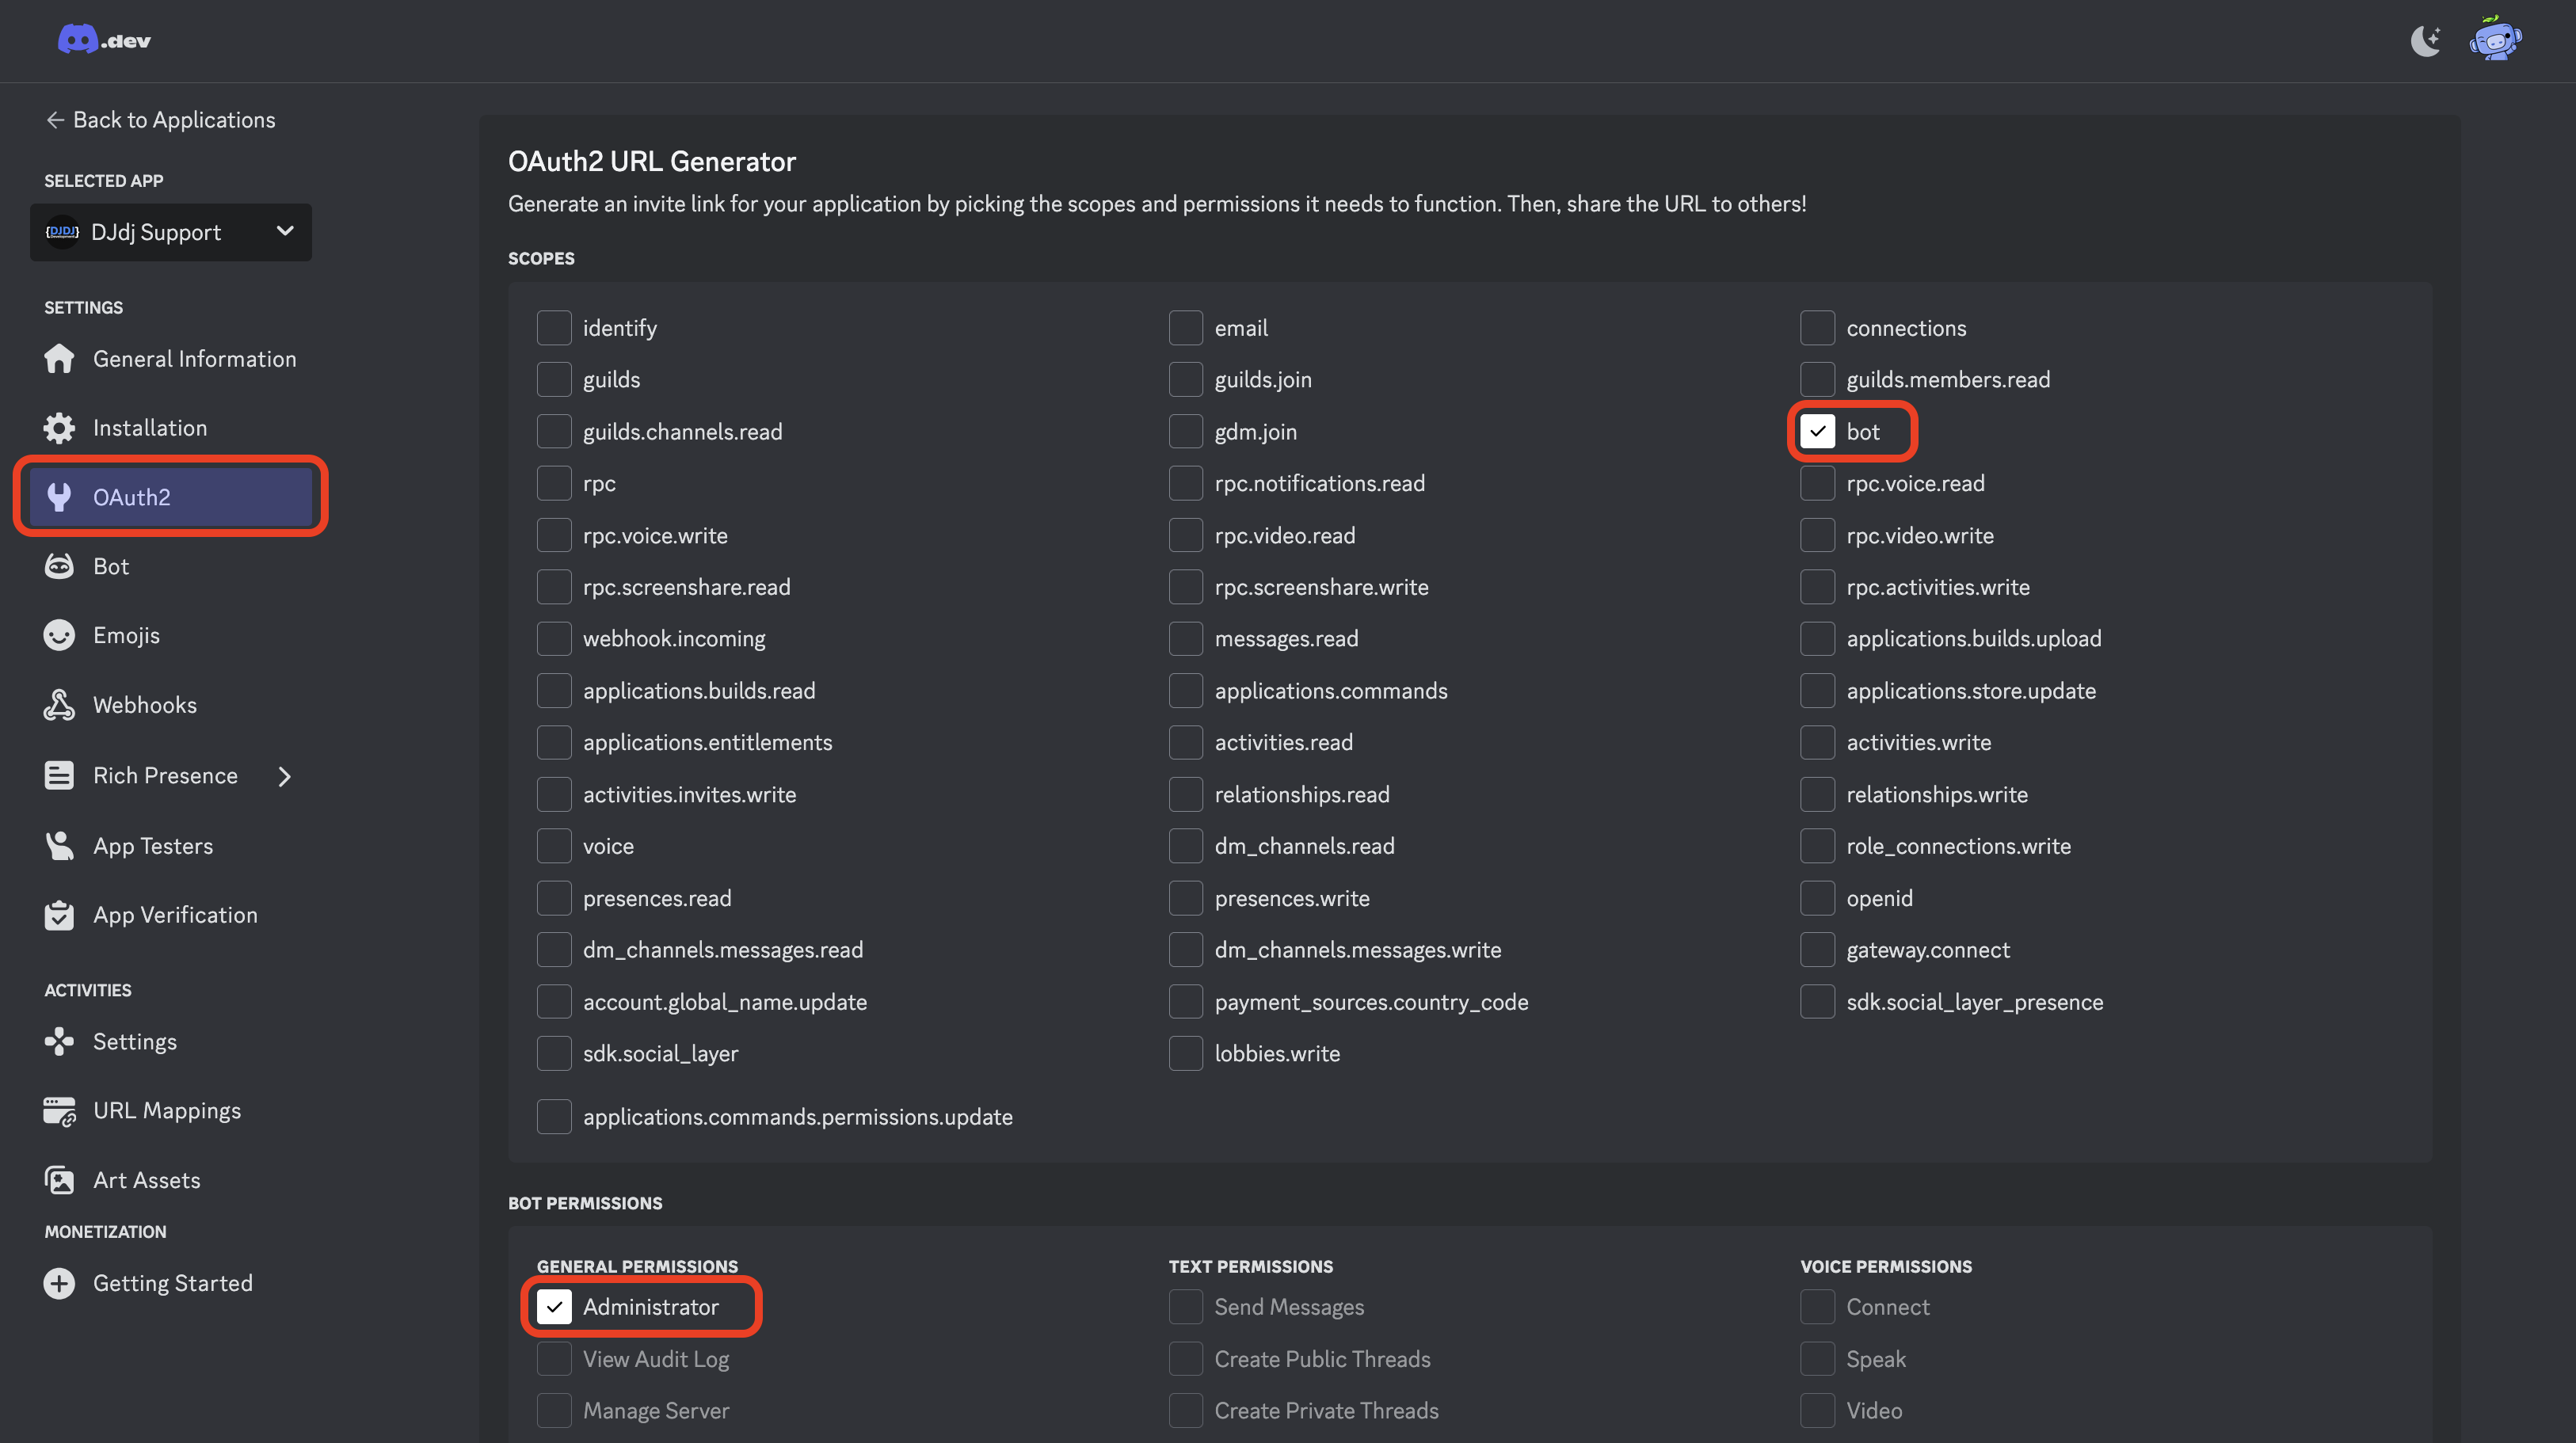 .dev
← Back to Applications
SELECTED APP
{DJDJ} DJdj Support
SETTINGS
General Information
Installation
OAuth2
Bot
Emojis
Webhooks
Rich Presence
App Testers
App Verification
ACTIVITIES
Settings
URL Mappings
Art Assets
MONETIZATION
Getting Started
OAuth2 URL Generator
Generate an invite link for your application by picking the scopes and permissions it needs to function. Then, share the URL to others!
SCOPES
identify email connections
guilds guilds.join guilds.members.read
guilds.channels.read gdm.join bot
rpc rpc.notifications.read rpc.voice.read
rpc.voice.write rpc.video.read rpc.video.write
rpc.screenshare.read rpc.screenshare.write rpc.activities.write
webhook.incoming messages.read applications.builds.upload
applications.builds.read applications.commands applications.store.update
applications.entitlements activities.read activities.write
activities.invites.write relationships.read relationships.write
voice dm_channels.read role_connections.write
presences.read presences.write openid
dm_channels.messages.read dm_channels.messages.write gateway.connect
account.global_name.update payment_sources.country_code sdk.social_layer_presence
sdk.social_layer lobbies.write
applications.commands.permissions.update
BOT PERMISSIONS
GENERAL PERMISSIONS TEXT PERMISSIONS VOICE PERMISSIONS
Administrator Send Messages Connect
View Audit Log Create Public Threads Speak
Manage Server Create Private Threads Video